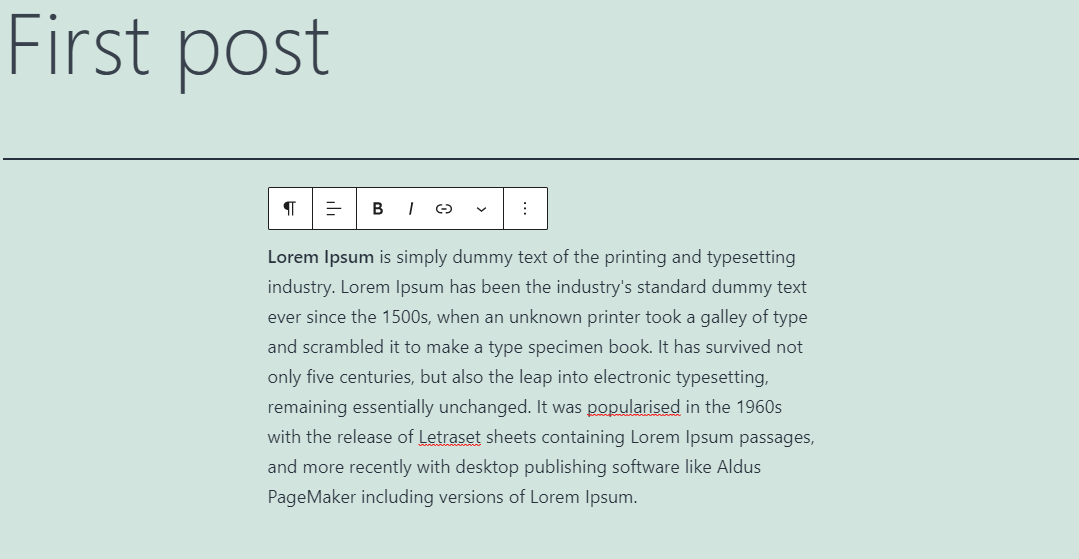 First post
B I
Lorem Ipsum is simply dummy text of the printing and typesetting
industry. Lorem Ipsum has been the industry's standard dummy text
ever since the 1500s, when an unknown printer took a galley of type
and scrambled it to make a type specimen book. It has survived not
only five centuries, but also the leap into electronic typesetting,
remaining essentially unchanged. It was popularised in the 1960s
with the release of Letraset sheets containing Lorem Ipsum passages,
and more recently with desktop publishing software like Aldus
PageMaker including versions of Lorem Ipsum.